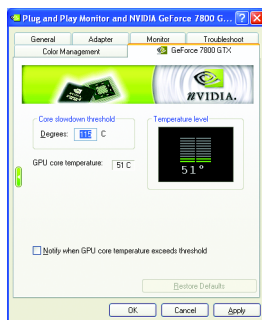 Plug and Play Monitor and NVIDIA GeForce 7800 G...
General Adapter Monitor Troubleshoot
Color Management GeForce 7800 GTX
nVIDIA.
Core slowdown threshold
Degrees: 115 C
Temperature level
GPU core temperature: 51 C
51°
Notify when GPU core temperature exceeds threshold
Restore Defaults
OK Cancel Apply